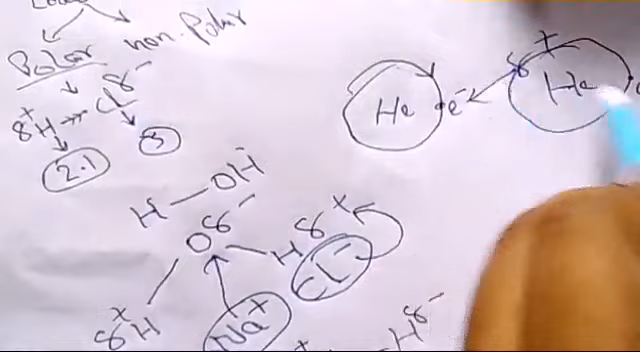 Polar non-Polar
δ+ H → Cl δ-
2.1 3
H — OH
O δ-
H δ+
Cl-
δ+ H
Na+
H δ-
He e- δ+ He